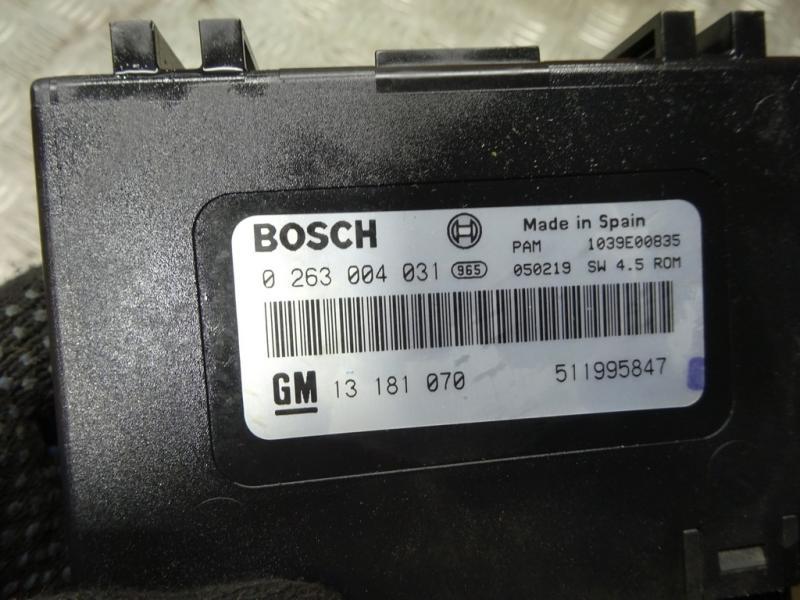 BOSCH Made in Spain
PAM 1039E00835
0 263 004 031 965 050219 SW 4.5 ROM
GM 13 181 070 511995847